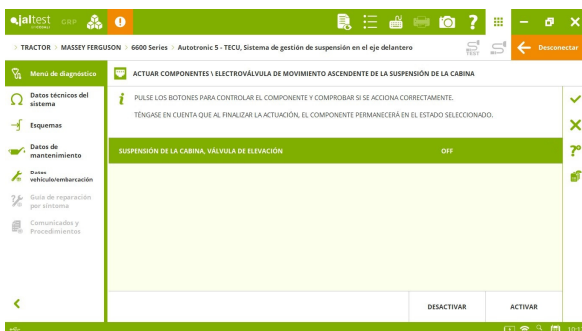 jaltest GRP
TRACTOR > MASSEY FERGUSON > 6600 Series > Autotronic 5 - TECU, Sistema de gestión de suspensión en el eje delantero
TEST
Desconectar
Menú de diagnóstico
ACTUAR COMPONENTES \ ELECTROVÁLVULA DE MOVIMIENTO ASCENDENTE DE LA SUSPENSIÓN DE LA CABINA
Datos técnicos del
sistema
PULSE LOS BOTONES PARA CONTROLAR EL COMPONENTE Y COMPROBAR SI SE ACCIONA CORRECTAMENTE.
TÉNGASE EN CUENTA QUE AL FINALIZAR LA ACTUACIÓN, EL COMPONENTE PERMANECERÁ EN EL ESTADO SELECCIONADO.
Esquemas
Datos de
mantenimiento
SUSPENSIÓN DE LA CABINA, VÁLVULA DE ELEVACIÓN OFF
Datos
vehículo/embarcación
Guía de reparación
por síntoma
Comunicados y
Procedimientos
DESACTIVAR ACTIVAR